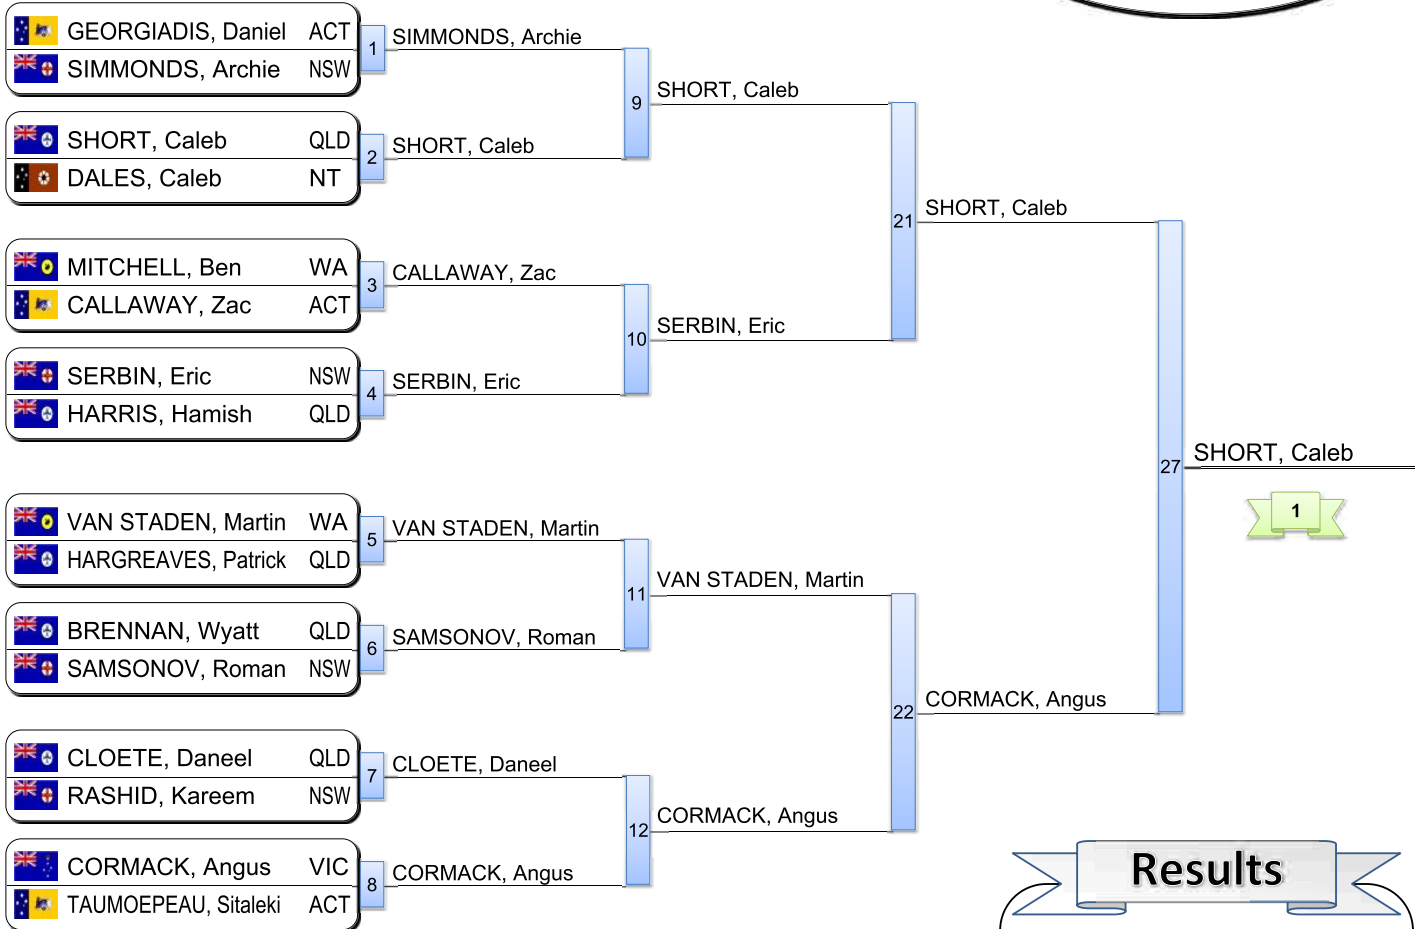 GEORGIADIS, Daniel ACT
SIMMONDS, Archie NSW
1
SIMMONDS, Archie
SHORT, Caleb QLD
DALES, Caleb NT
2
SHORT, Caleb
9
SHORT, Caleb
MITCHELL, Ben WA
CALLAWAY, Zac ACT
3
CALLAWAY, Zac
SERBIN, Eric NSW
HARRIS, Hamish QLD
4
SERBIN, Eric
10
SERBIN, Eric
21
SHORT, Caleb
VAN STADEN, Martin WA
HARGREAVES, Patrick QLD
5
VAN STADEN, Martin
BRENNAN, Wyatt QLD
SAMSONOV, Roman NSW
6
SAMSONOV, Roman
11
VAN STADEN, Martin
CLOETE, Daneel QLD
RASHID, Kareem NSW
7
CLOETE, Daneel
CORMACK, Angus VIC
TAUMOEPEAU, Sitaleki ACT
8
CORMACK, Angus
12
CORMACK, Angus
22
CORMACK, Angus
27
SHORT, Caleb
1
Results